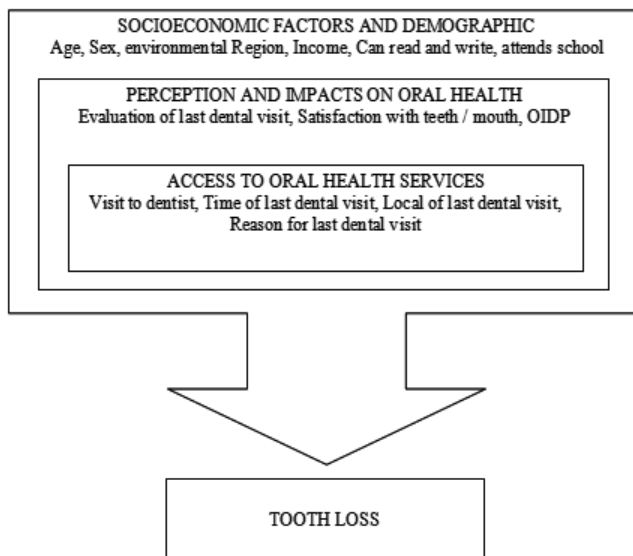 SOCIOECONOMIC FACTORS AND DEMOGRAPHIC
Age, Sex, environmental Region, Income, Can read and write, attends school
PERCEPTION AND IMPACTS ON ORAL HEALTH
Evaluation of last dental visit, Satisfaction with teeth / mouth, OIDP
ACCESS TO ORAL HEALTH SERVICES
Visit to dentist, Time of last dental visit, Local of last dental visit,
Reason for last dental visit
TOOTH LOSS